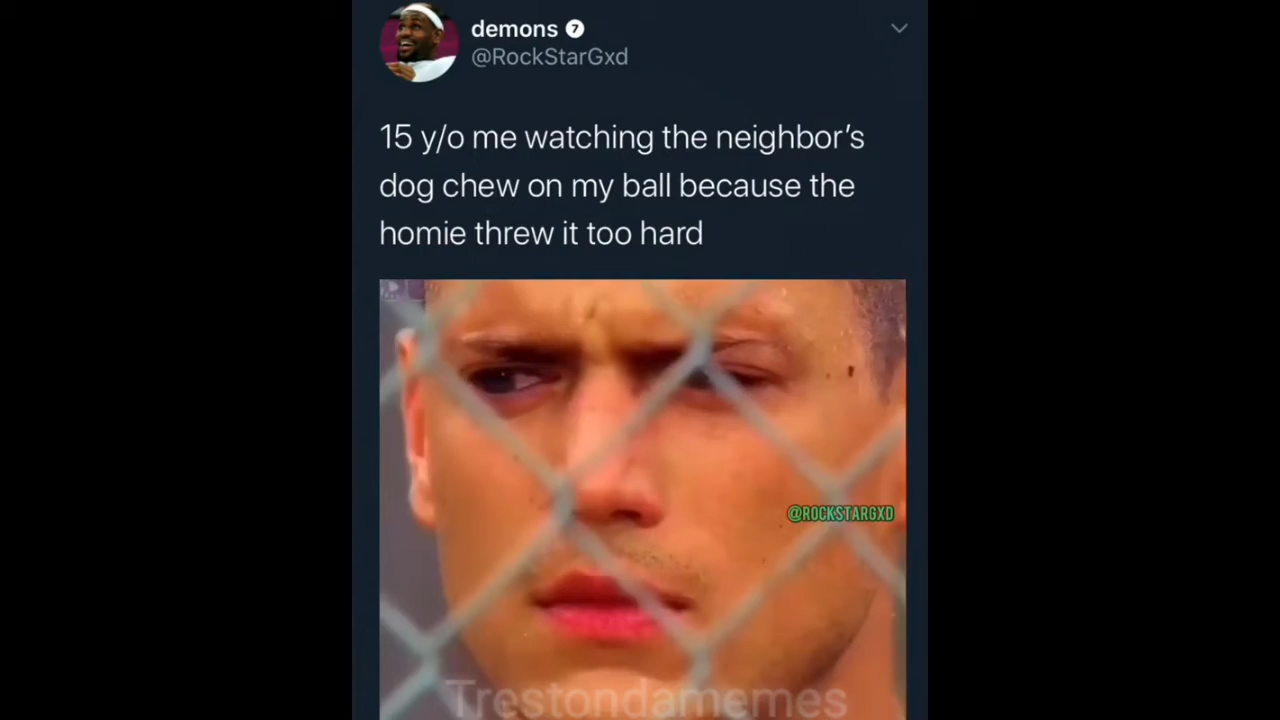 demons 7
@RockStarGxd
15 y/o me watching the neighbor's
dog chew on my ball because the
homie threw it too hard
@ROCKSTARGXD
Trestondamemes